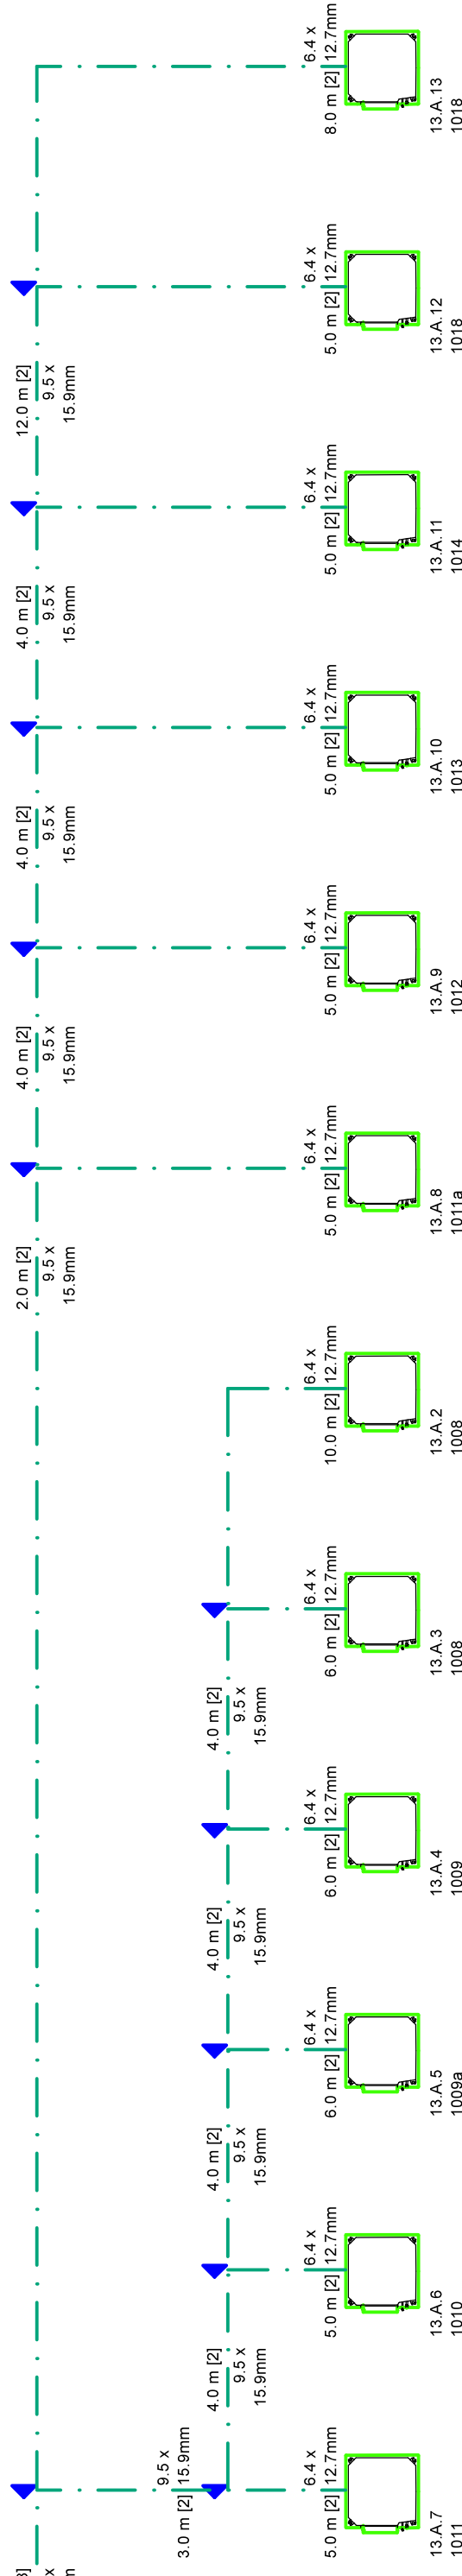 6.4 x
8.0 m [2] 12.7mm
13.A.13
1018
12.0 m [2]
9.5 x
15.9mm
6.4 x
5.0 m [2] 12.7mm
13.A.12
1018
4.0 m [2]
9.5 x
15.9mm
6.4 x
5.0 m [2] 12.7mm
13.A.11
1014
4.0 m [2]
9.5 x
15.9mm
6.4 x
5.0 m [2] 12.7mm
13.A.10
1013
4.0 m [2]
9.5 x
15.9mm
6.4 x
5.0 m [2] 12.7mm
13.A.9
1012
2.0 m [2]
9.5 x
15.9mm
6.4 x
5.0 m [2] 12.7mm
13.A.8
1011a
6.4 x
10.0 m [2] 12.7mm
13.A.2
1008
4.0 m [2]
9.5 x
15.9mm
6.4 x
6.0 m [2] 12.7mm
13.A.3
1008
4.0 m [2]
9.5 x
15.9mm
6.4 x
6.0 m [2] 12.7mm
13.A.4
1009
4.0 m [2]
9.5 x
15.9mm
6.4 x
6.0 m [2] 12.7mm
13.A.5
1009a
4.0 m [2]
9.5 x
15.9mm
6.4 x
5.0 m [2] 12.7mm
13.A.6
1010
9.5 x
3.0 m [2] 15.9mm
6.4 x
5.0 m [2] 12.7mm
13.A.7
1011